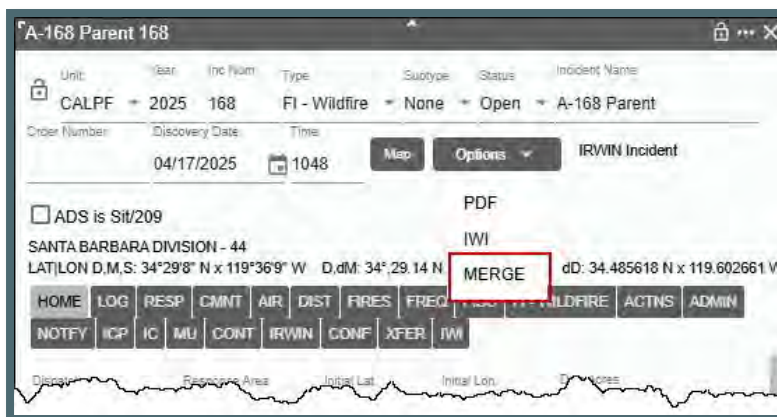 A-168 Parent 168
Unit Year Inc Num Type Subtype Status Incident Name
CALPF 2025 168 FI - Wildfire None Open A-168 Parent
Order Number Discovery Date Time
04/17/2025 1048 Map Options IRWIN Incident
PDF
ADS is Sit/209
IWI
SANTA BARBARA DIVISION - 44
LAT|LON D,M,S: 34°29'8" N x 119°36'9" W D,dM: 34°,29.14 N MERGE dD: 34.485618 N x 119.602661 W
HOME LOG RESP CMNT AIR DIST FIRES FREQ ACTNS ADMIN
NOTFY ICP IC MU CONT IRWIN CONF XFER IWI
Response Area Initial Lat Initial Lon